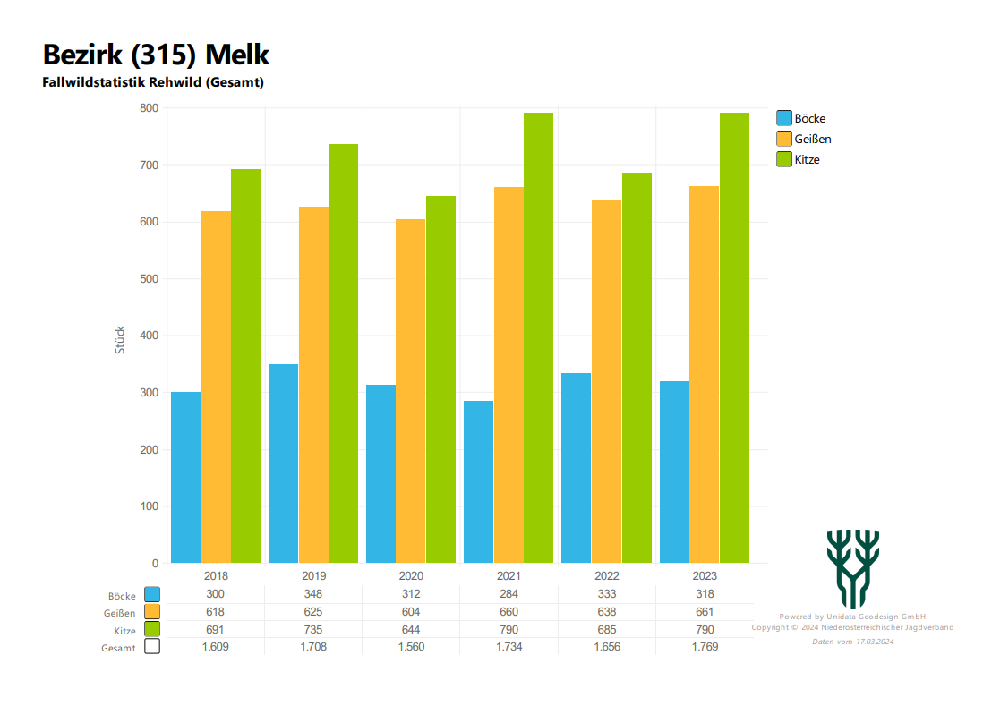 Bezirk (315) Melk
Fallwildstatistik Rehwild (Gesamt)
Böcke
Geißen
Kitze
Stück
800
700
600
500
400
300
200
100
0
2018 2019 2020 2021 2022 2023
Böcke 300 348 312 284 333 318
Geißen 618 625 604 660 638 661
Kitze 691 735 644 790 685 790
Gesamt 1.609 1.708 1.560 1.734 1.656 1.769
Powered by Unidata Geodesign GmbH
Copyright © 2024 Niederösterreichischer Jagdverband
Daten vom 17.03.2024